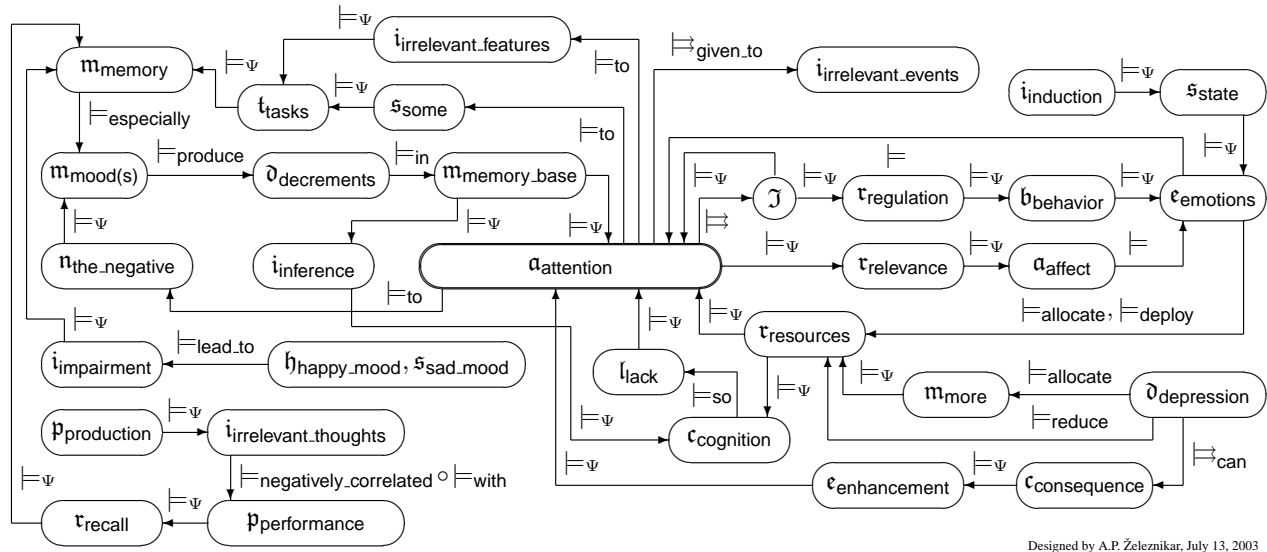 ⊨Ψ 𝔦irrelevant_features ⊨to ⊨→given_to 𝔦irrelevant_events
𝔪memory ⊨Ψ 𝔱tasks ⊨Ψ 𝔰some ⊨to 𝔦induction ⊨Ψ 𝔰state
⊨especially ⊨Ψ
𝔪mood(s) ⊨produce 𝔡decrements ⊨in 𝔪memory_base ⊨Ψ ℑ ⊨Ψ 𝔯regulation ⊨ ⊨Ψ 𝔟behavior ⊨Ψ 𝔢emotions
⊨Ψ ⊨Ψ ⊨Ψ ⊨→ ⊨Ψ ⊨Ψ ⊨
𝔫the_negative 𝔦inference 𝔞attention 𝔯relevance 𝔞affect
⊨to
⊨Ψ ⊨Ψ ⊨Ψ 𝔯resources ⊨allocate, ⊨deploy
𝔦impairment ⊨lead_to 𝔥happy_mood, 𝔰sad_mood 𝔩lack ⊨Ψ ⊨Ψ 𝔪more ⊨allocate 𝔡depression
⊨so ⊨reduce
𝔭production ⊨Ψ 𝔦irrelevant_thoughts ⊨Ψ 𝔠cognition
⊨Ψ ⊨negatively_correlated ∘ ⊨with ⊨Ψ ⊨→can
𝔯recall ⊨Ψ 𝔭performance 𝔢enhancement ⊨Ψ 𝔠consequence
Designed by A.P. Železnikar, July 13, 2003